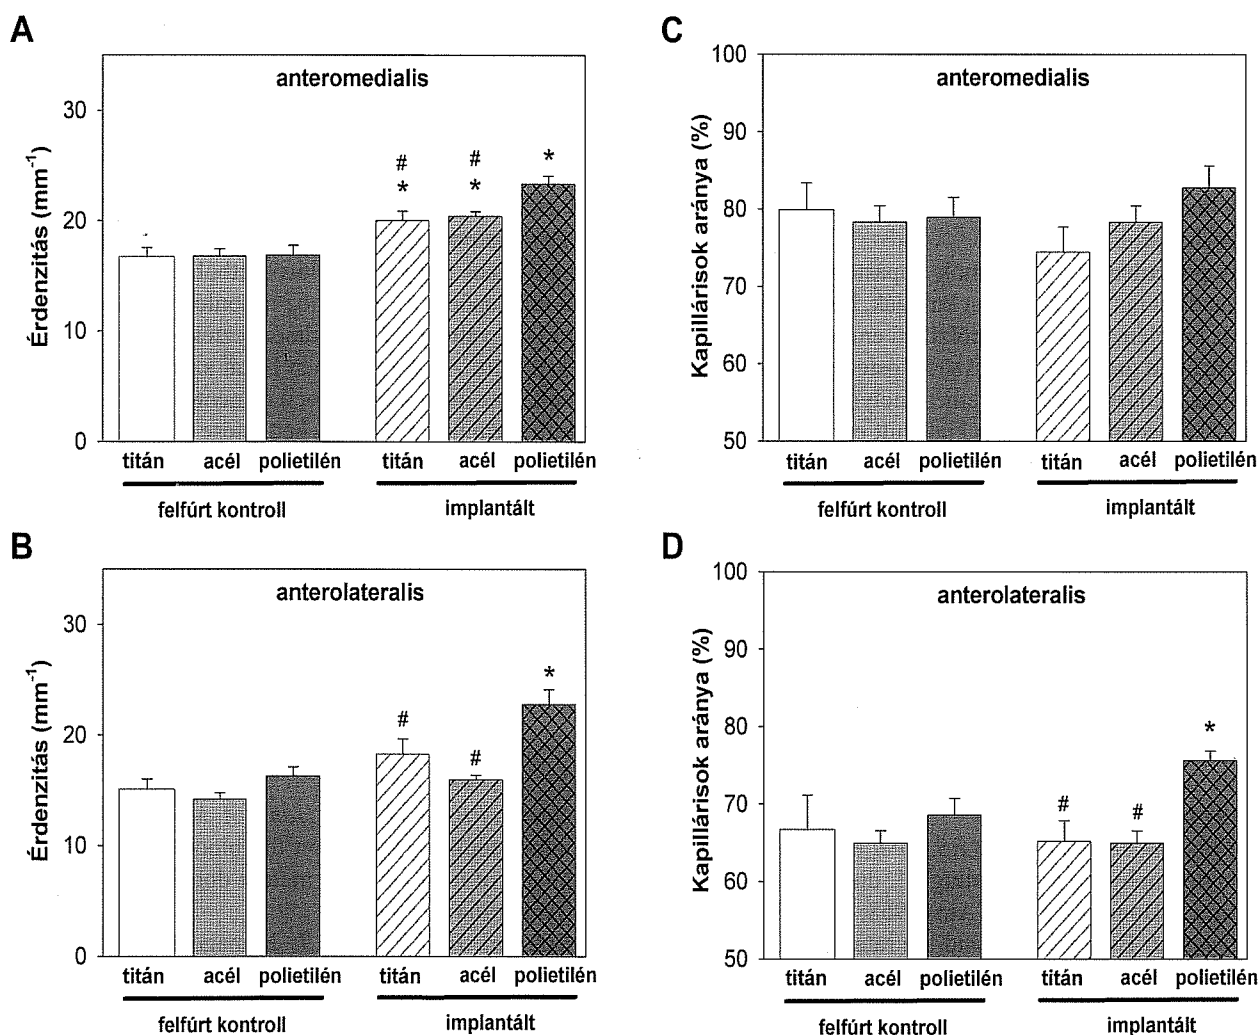 A
anteromedialis
Érdenzitás (mm-1)
30
20
10
0
# # *
* *
titán acél polietilén titán acél polietilén
felfúrt kontroll implantált
C
anteromedialis
Kapillárisok aránya (%)
100
90
80
70
60
50
titán acél polietilén titán acél polietilén
felfúrt kontroll implantált
B
anterolateralis
Érdenzitás (mm-1)
30
20
10
0
# # *
titán acél polietilén titán acél polietilén
felfúrt kontroll implantált
D
anterolateralis
Kapillárisok aránya (%)
100
90
80
70
60
50
# # *
titán acél polietilén titán acél polietilén
felfúrt kontroll implantált